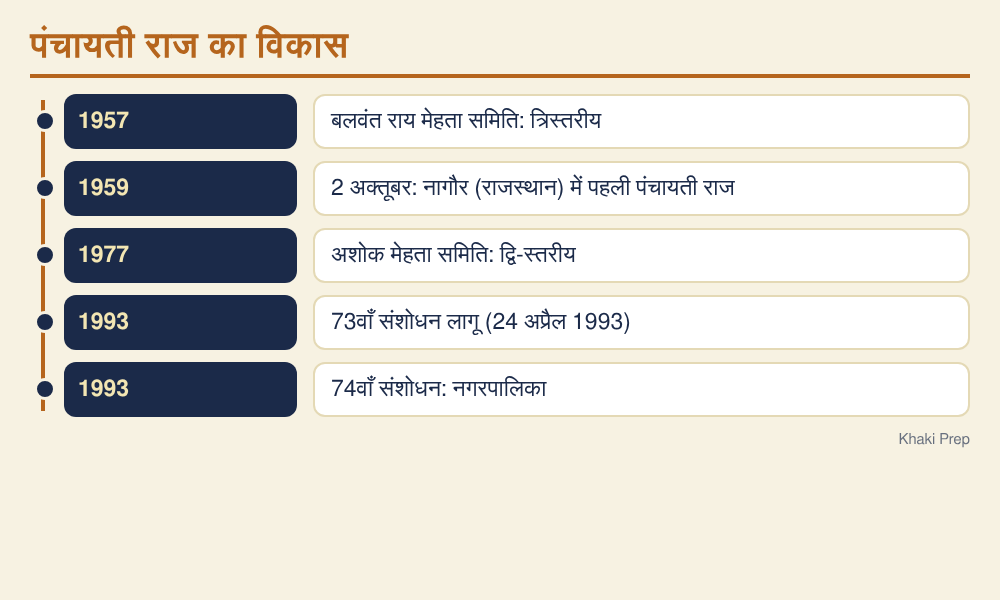 पंचायती राज का विकास
1957
बलवंत राय मेहता समिति: त्रिस्तरीय
1959
2 अक्तूबर: नागौर (राजस्थान) में पहली पंचायती राज
1977
अशोक मेहता समिति: द्वि-स्तरीय
1993
73वाँ संशोधन लागू (24 अप्रैल 1993)
1993
74वाँ संशोधन: नगरपालिका
Khaki Prep